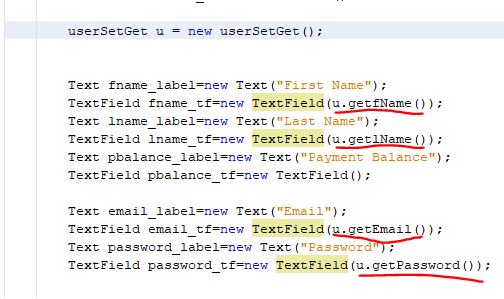 userSetGet u = new userSetGet();
Text fname_label=new Text("First Name");
TextField fname_tf=new TextField(u.getfName());
Text lname_label=new Text("Last Name");
TextField lname_tf=new TextField(u.getlName());
Text pbalance_label=new Text("Payment Balance");
TextField pbalance_tf=new TextField();
Text email_label=new Text("Email");
TextField email_tf=new TextField(u.getEmail());
Text password_label=new Text("Password");
TextField password_tf=new TextField(u.getPassword());